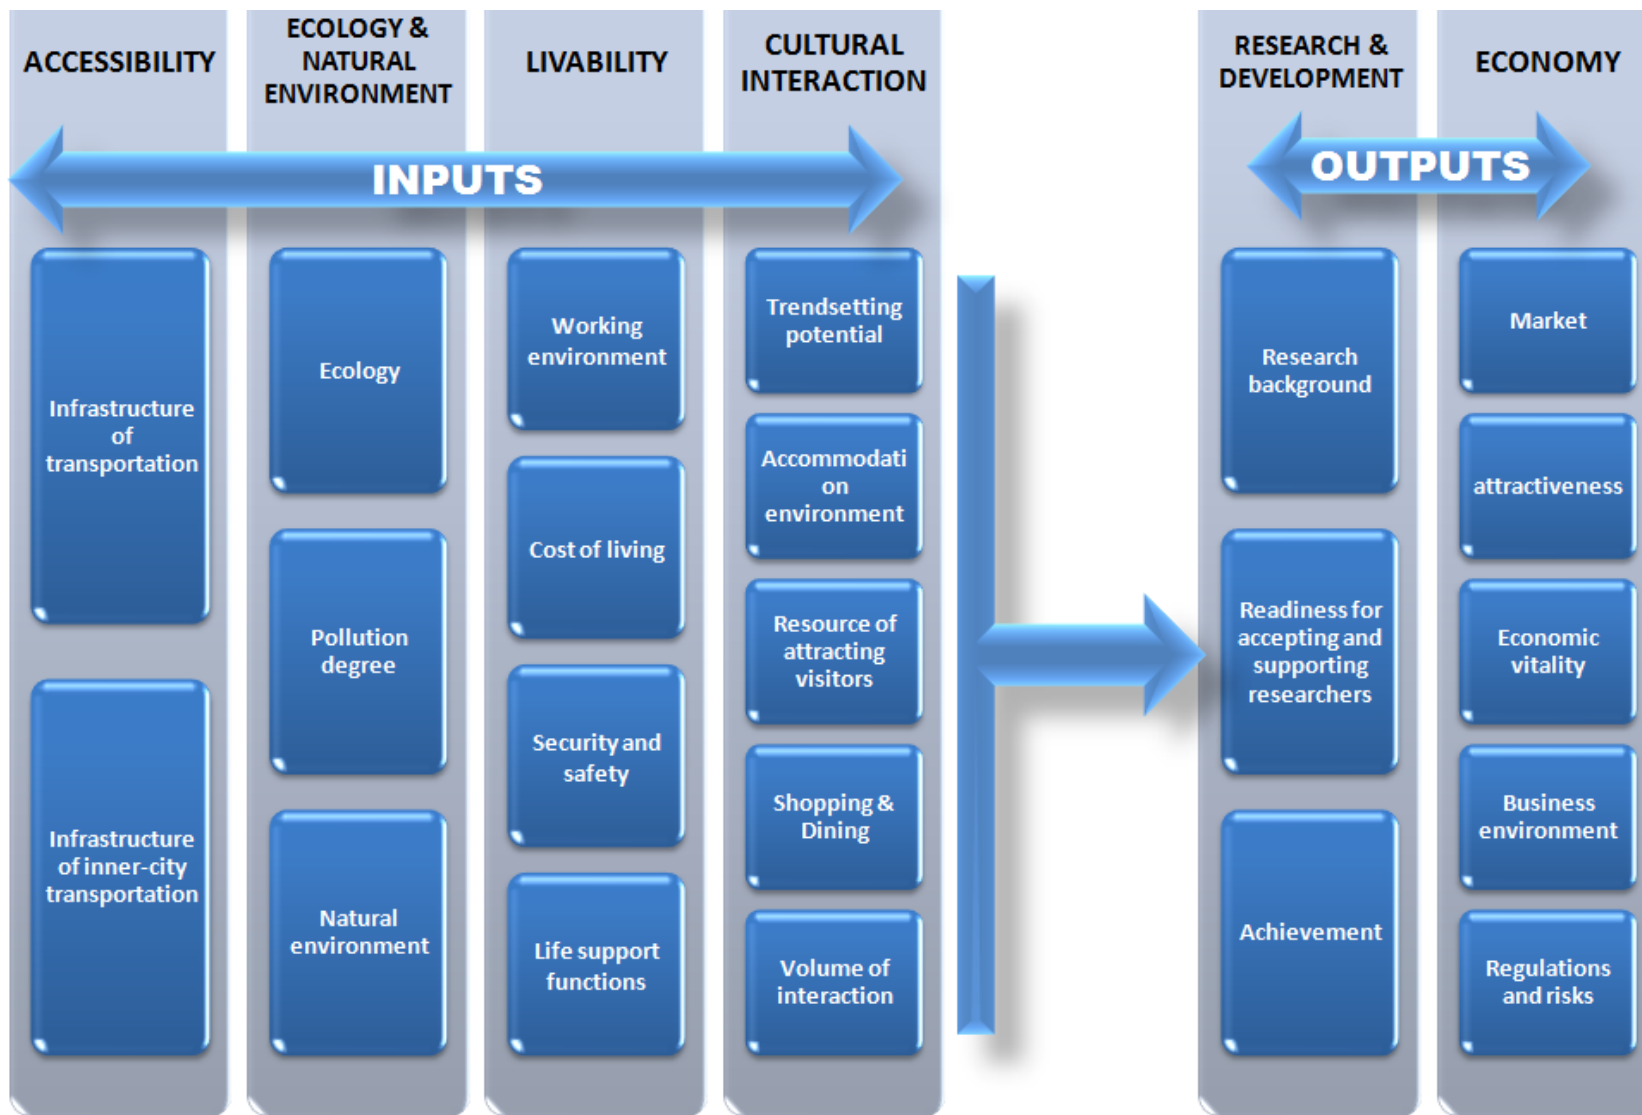 ACCESSIBILITY
ECOLOGY &
NATURAL
ENVIRONMENT
LIVABILITY
CULTURAL
INTERACTION
RESEARCH &
DEVELOPMENT
ECONOMY
INPUTS
OUTPUTS
Infrastructure
of
transportation
Infrastructure
of inner-city
transportation
Ecology
Pollution
degree
Natural
environment
Working
environment
Cost of living
Security and
safety
Life support
functions
Trendsetting
potential
Accommodati
on
environment
Resource of
attracting
visitors
Shopping &
Dining
Volume of
interaction
Research
background
Readiness for
accepting and
supporting
researchers
Achievement
Market
attractiveness
Economic
vitality
Business
environment
Regulations
and risks